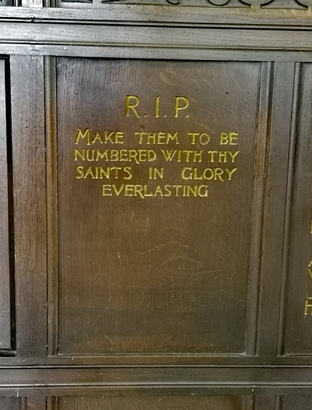 R.I.P.
MAKE THEM TO BE
NUMBERED WITH THY
SAINTS IN GLORY
EVERLASTING